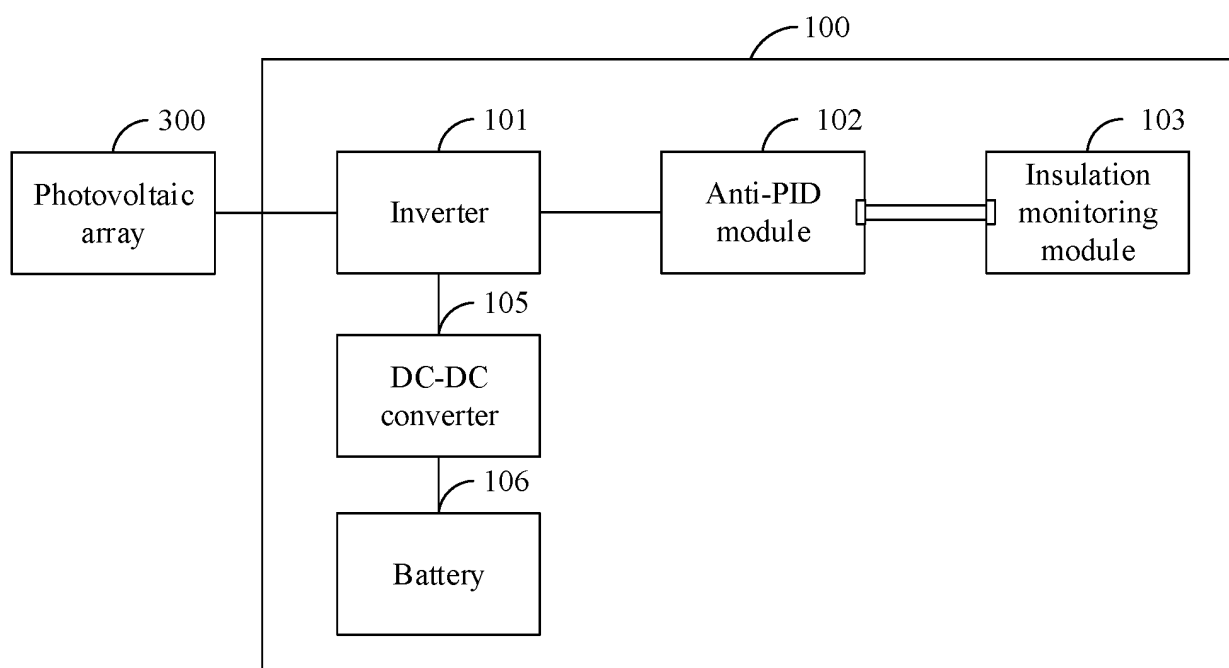 100
300
101
102
103
Photovoltaic
array
Inverter
Anti-PID
module
Insulation
monitoring
module
105
DC-DC
converter
106
Battery